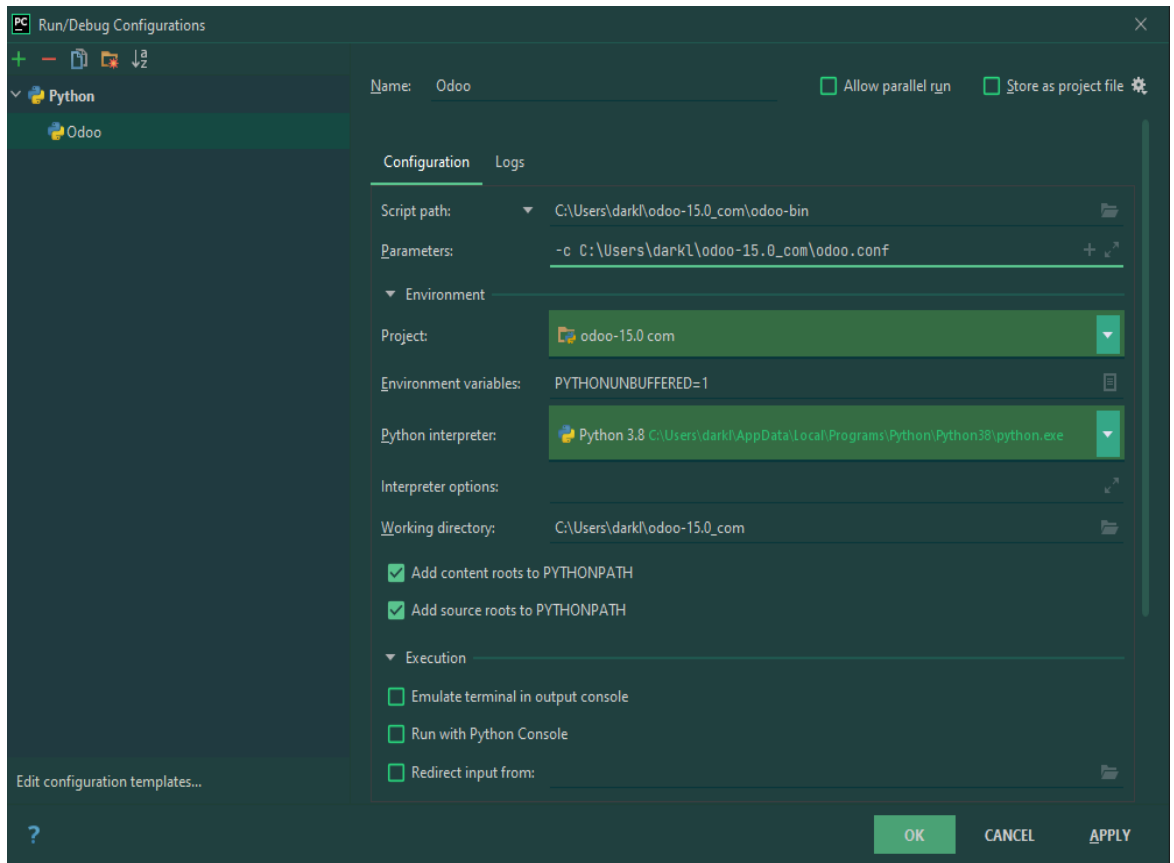 PC Run/Debug Configurations
Python
Odoo
Edit configuration templates...
?
Name: Odoo
Allow parallel run
Store as project file
Configuration Logs
Script path: C:\Users\darkl\odoo-15.0_com\odoo-bin
Parameters: -c C:\Users\darkl\odoo-15.0_com\odoo.conf
Environment
Project: odoo-15.0 com
Environment variables: PYTHONUNBUFFERED=1
Python interpreter: Python 3.8 C:\Users\darkl\AppData\Local\Programs\Python\Python38\python.exe
Interpreter options:
Working directory: C:\Users\darkl\odoo-15.0_com
Add content roots to PYTHONPATH
Add source roots to PYTHONPATH
Execution
Emulate terminal in output console
Run with Python Console
Redirect input from:
OK CANCEL APPLY